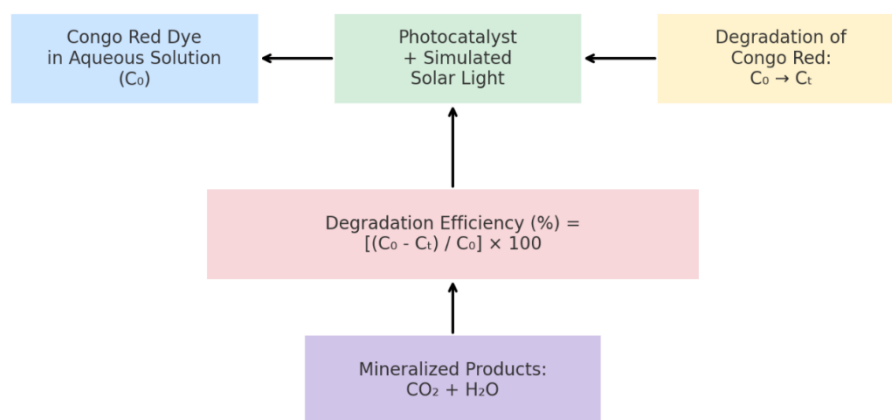 Congo Red Dye
in Aqueous Solution
(C₀)
Photocatalyst
+ Simulated
Solar Light
Degradation of
Congo Red:
C₀ → Cₜ
Degradation Efficiency (%) =
[(C₀ - Cₜ) / C₀] × 100
Mineralized Products:
CO₂ + H₂O